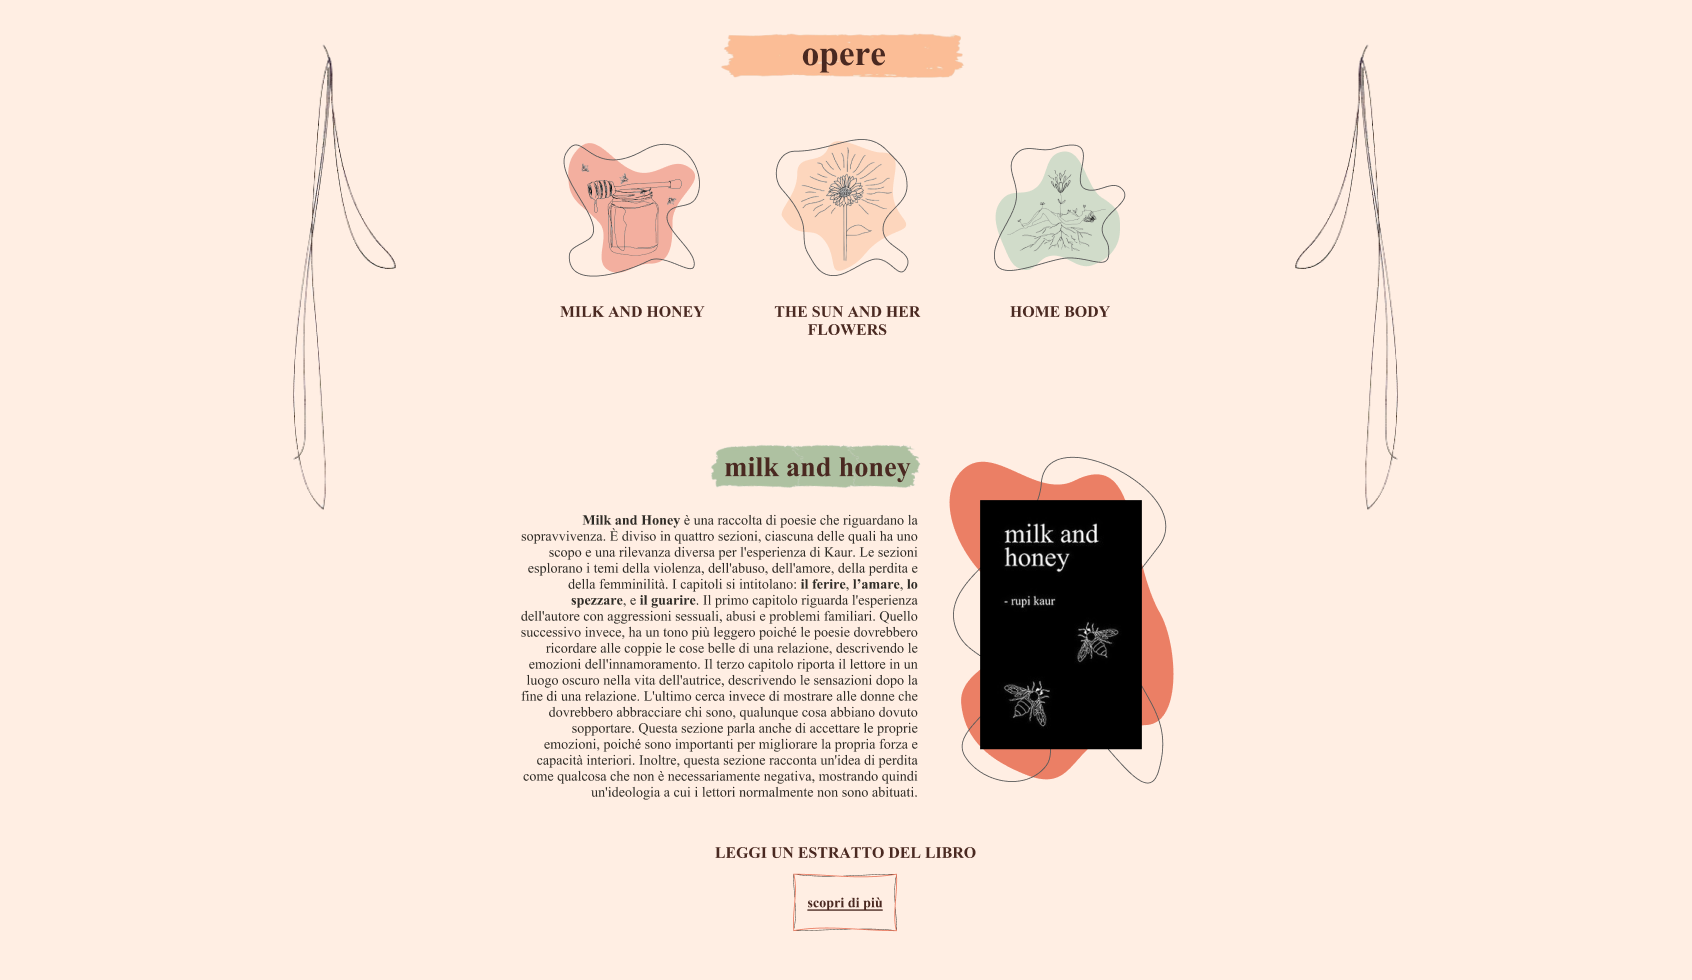 opere
MILK AND HONEY
THE SUN AND HER
FLOWERS
HOME BODY
milk and honey
Milk and Honey è una raccolta di poesie che riguardano la
sopravvivenza. È diviso in quattro sezioni, ciascuna delle quali ha uno
scopo e una rilevanza diversa per l'esperienza di Kaur. Le sezioni
esplorano i temi della violenza, dell'abuso, dell'amore, della perdita e
della femminilità. I capitoli si intitolano: il ferire, l’amare, lo
spezzare, e il guarire. Il primo capitolo riguarda l'esperienza
dell'autore con aggressioni sessuali, abusi e problemi familiari. Quello
successivo invece, ha un tono più leggero poiché le poesie dovrebbero
ricordare alle coppie le cose belle di una relazione, descrivendo le
emozioni dell'innamoramento. Il terzo capitolo riporta il lettore in un
luogo oscuro nella vita dell'autrice, descrivendo le sensazioni dopo la
fine di una relazione. L'ultimo cerca invece di mostrare alle donne che
dovrebbero abbracciare chi sono, qualunque cosa abbiano dovuto
sopportare. Questa sezione parla anche di accettare le proprie
emozioni, poiché sono importanti per migliorare la propria forza e
capacità interiori. Inoltre, questa sezione racconta un'idea di perdita
come qualcosa che non è necessariamente negativa, mostrando quindi
un'ideologia a cui i lettori normalmente non sono abituati.
milk and
honey
- rupi kaur
LEGGI UN ESTRATTO DEL LIBRO
scopri di più